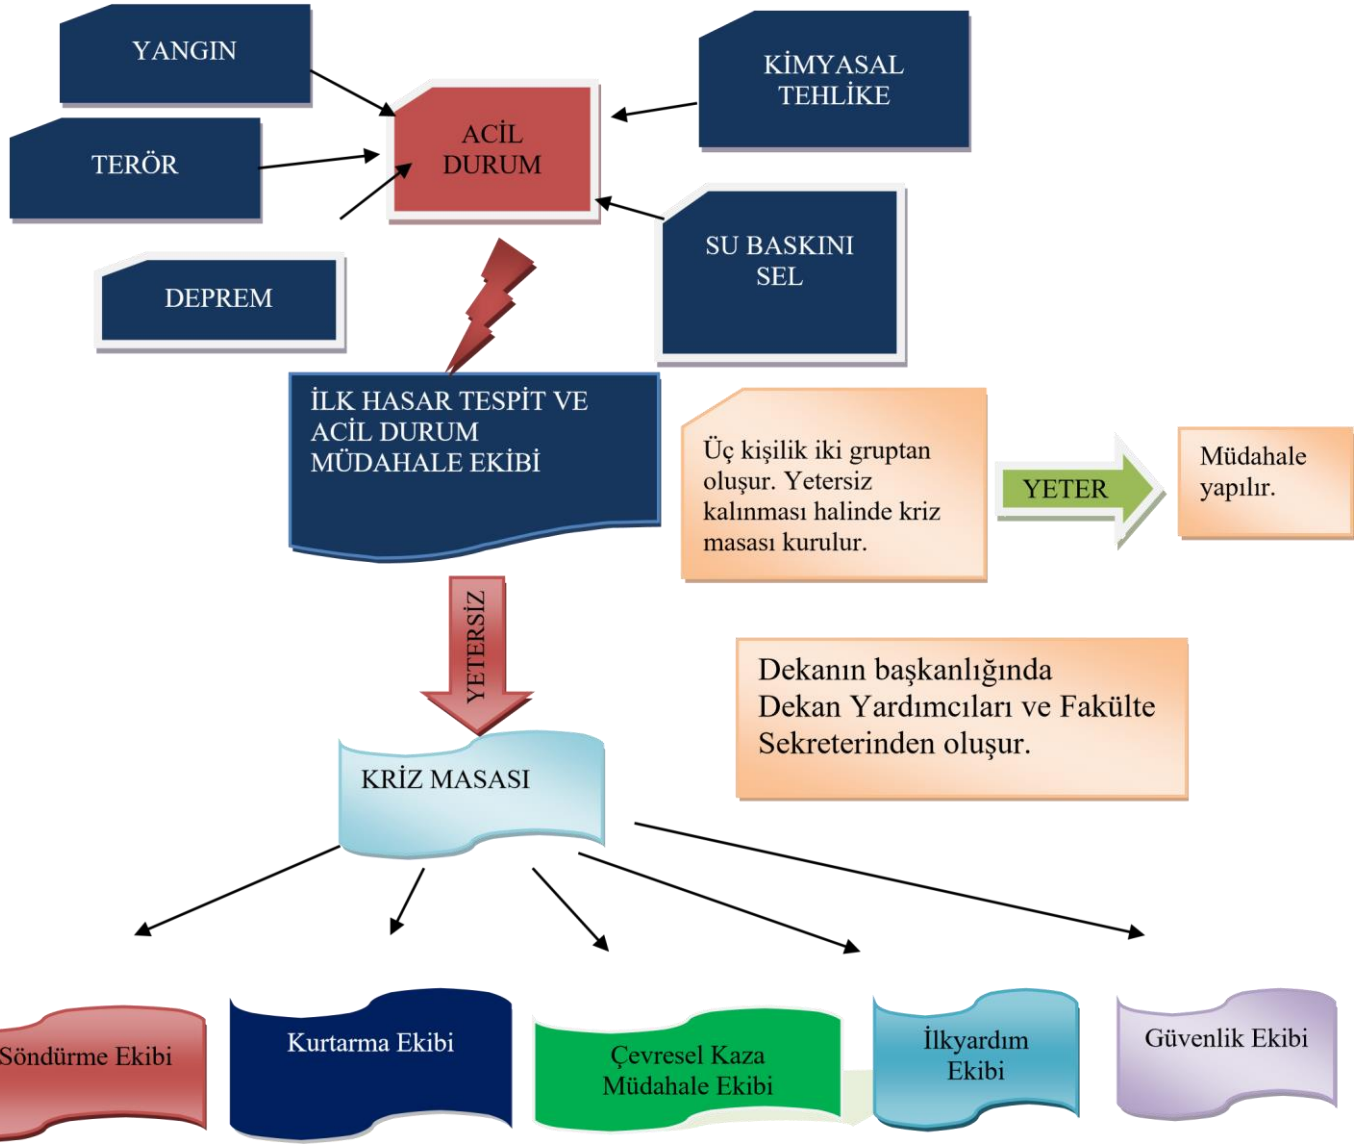 YANGIN
KİMYASAL
TEHLİKE
ACİL
DURUM
TERÖR
SU BASKINI
SEL
DEPREM
İLK HASAR TESPİT VE
ACİL DURUM
MÜDAHALE EKİBİ
Üç kişilik iki gruptan
oluşur. Yetersiz
kalınması halinde kriz
masası kurulur.
YETER
Müdahale
yapılır.
YETERSİZ
Dekanın başkanlığında
Dekan Yardımcıları ve Fakülte
Sekreterinden oluşur.
KRİZ MASASI
Söndürme Ekibi
Kurtarma Ekibi
Çevresel Kaza
Müdahale Ekibi
İlkyardım
Ekibi
Güvenlik Ekibi